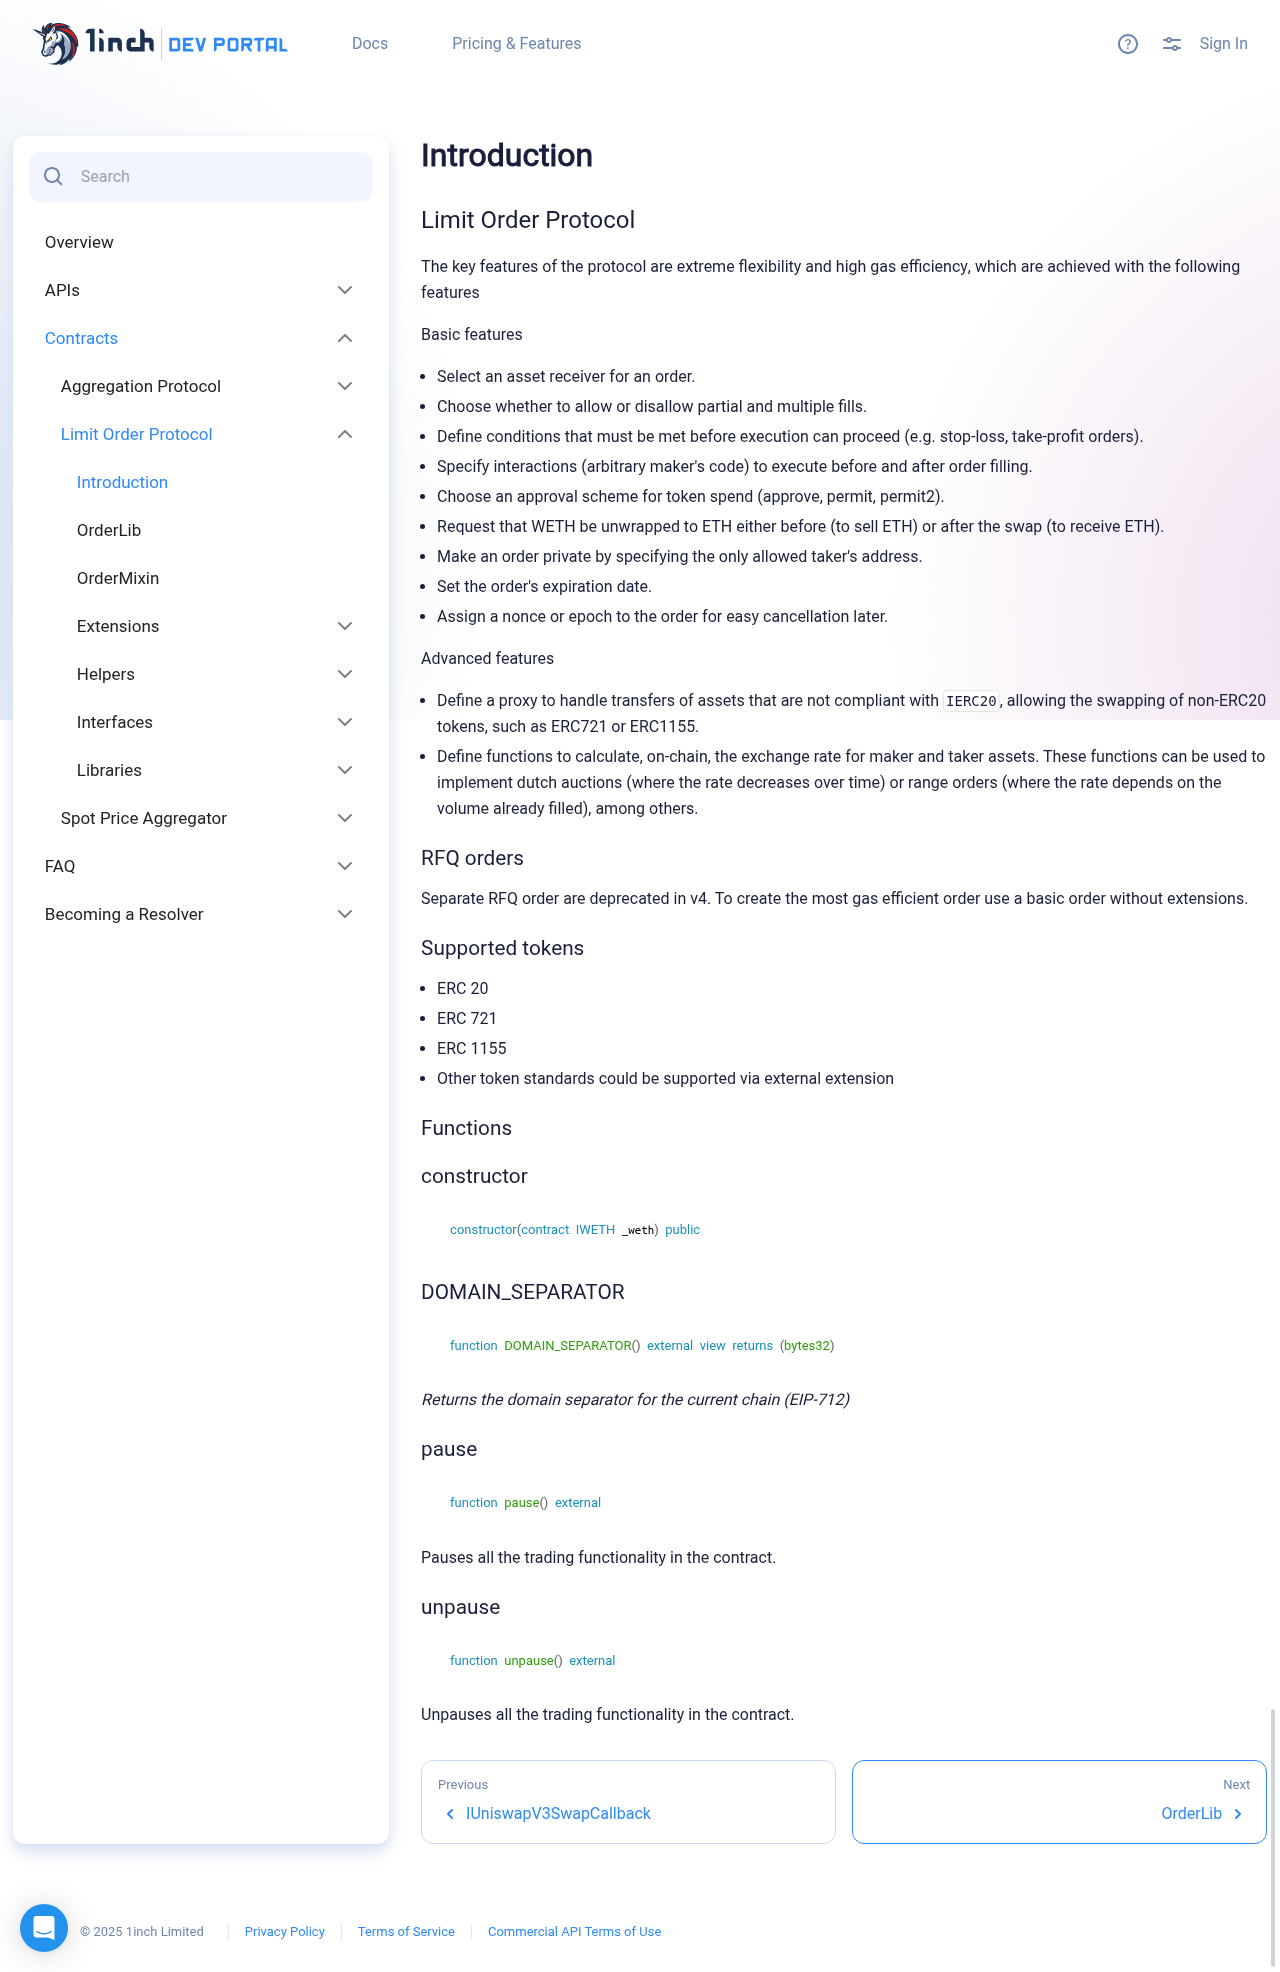 1inch DEV PORTAL
Docs
Pricing & Features
Sign In
Search
Overview
APIs
Contracts
Aggregation Protocol
Limit Order Protocol
Introduction
OrderLib
OrderMixin
Extensions
Helpers
Interfaces
Libraries
Spot Price Aggregator
FAQ
Becoming a Resolver
Introduction
Limit Order Protocol
The key features of the protocol are extreme flexibility and high gas efficiency, which are achieved with the following
features
Basic features
• Select an asset receiver for an order.
• Choose whether to allow or disallow partial and multiple fills.
• Define conditions that must be met before execution can proceed (e.g. stop-loss, take-profit orders).
• Specify interactions (arbitrary maker's code) to execute before and after order filling.
• Choose an approval scheme for token spend (approve, permit, permit2).
• Request that WETH be unwrapped to ETH either before (to sell ETH) or after the swap (to receive ETH).
• Make an order private by specifying the only allowed taker's address.
• Set the order's expiration date.
• Assign a nonce or epoch to the order for easy cancellation later.
Advanced features
• Define a proxy to handle transfers of assets that are not compliant with IERC20, allowing the swapping of non-ERC20
tokens, such as ERC721 or ERC1155.
• Define functions to calculate, on-chain, the exchange rate for maker and taker assets. These functions can be used to
implement dutch auctions (where the rate decreases over time) or range orders (where the rate depends on the
volume already filled), among others.
RFQ orders
Separate RFQ order are deprecated in v4. To create the most gas efficient order use a basic order without extensions.
Supported tokens
• ERC 20
• ERC 721
• ERC 1155
• Other token standards could be supported via external extension
Functions
constructor
constructor(contract IWETH _weth) public
DOMAIN_SEPARATOR
function DOMAIN_SEPARATOR() external view returns (bytes32)
Returns the domain separator for the current chain (EIP-712)
pause
function pause() external
Pauses all the trading functionality in the contract.
unpause
function unpause() external
Unpauses all the trading functionality in the contract.
Previous
IUniswapV3SwapCallback
Next
OrderLib
© 2025 1inch Limited
Privacy Policy
Terms of Service
Commercial API Terms of Use